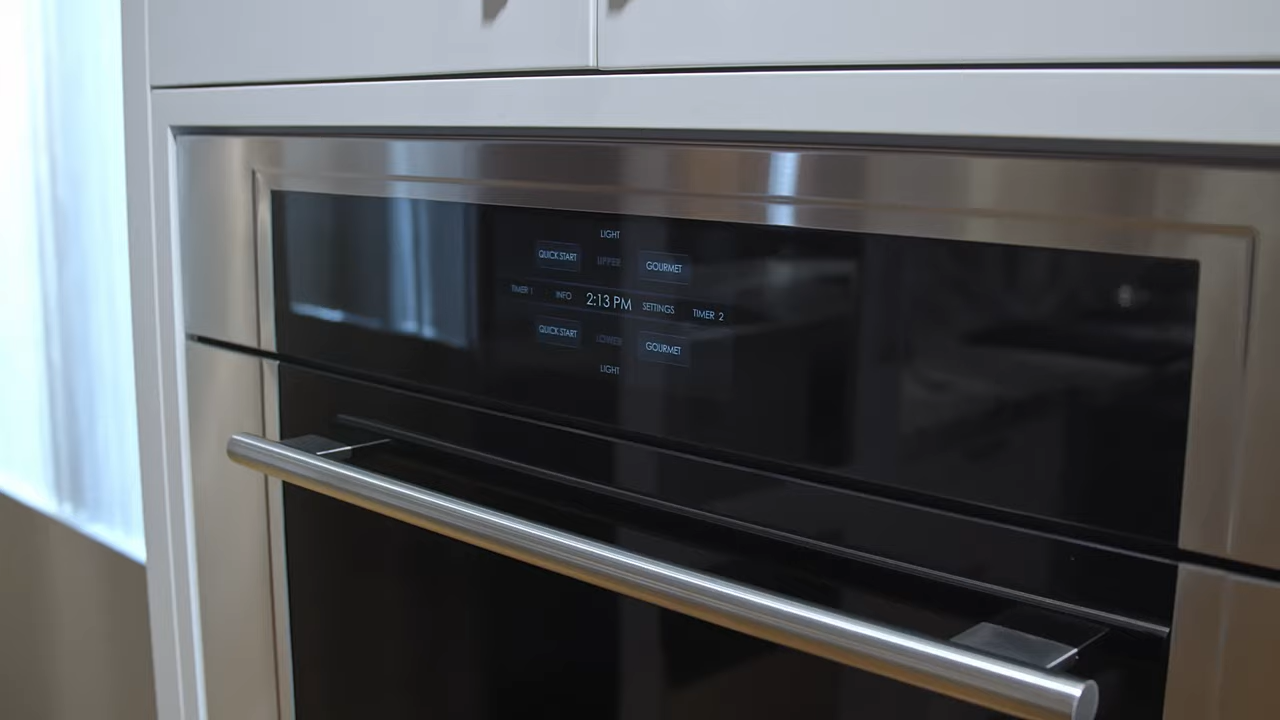 LIGHT
QUICK START UPPER GOURMET
TIMER 1 INFO 2:13 PM SETTINGS TIMER 2
QUICK START LOWER GOURMET
LIGHT